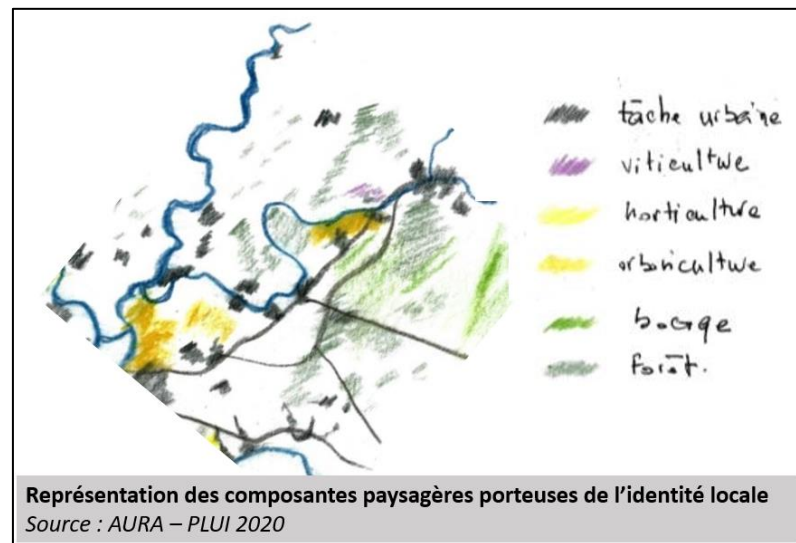 tâche urbaine
viticulture
horticulture
arboriculture
bocage
forêt.
Représentation des composantes paysagères porteuses de l'identité locale
Source : AURA – PLUI 2020